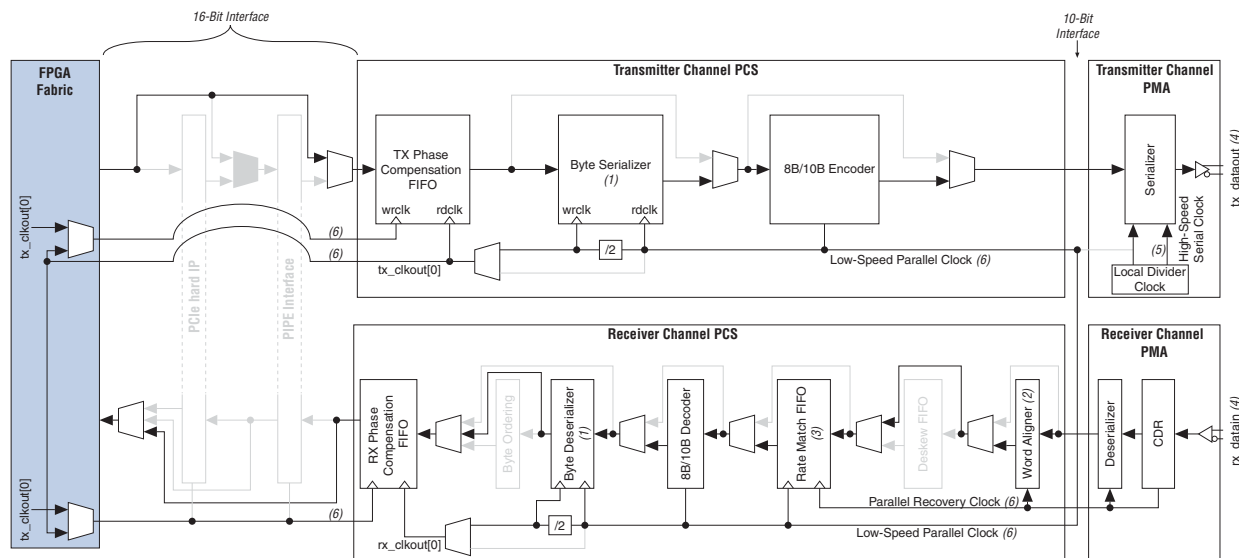 16-Bit Interface
10-Bit
Interface
FPGA
Fabric
Transmitter Channel PCS
Transmitter Channel
PMA
TX Phase
Compensation
FIFO
wrclk
rdclk
Byte Serializer
(1)
wrclk
rdclk
8B/10B Encoder
Serializer
tx_dataout (4)
High-Speed
Serial Clock
(5)
Local Divider
Clock
tx_clkout[0]
(6)
(6)
tx_clkout[0]
/2
Low-Speed Parallel Clock (6)
PCIe hard IP
PIPE Interface
Receiver Channel PCS
Receiver Channel
PMA
RX Phase
Compensation
FIFO
Byte Ordering
Byte Deserializer
(1)
8B/10B Decoder
Rate Match FIFO
(3)
Deskew FIFO
Word Aligner (2)
Deserializer
CDR
rx_datain (4)
tx_clkout[0]
(6)
Parallel Recovery Clock (6)
/2
Low-Speed Parallel Clock (6)
rx_clkout[0]